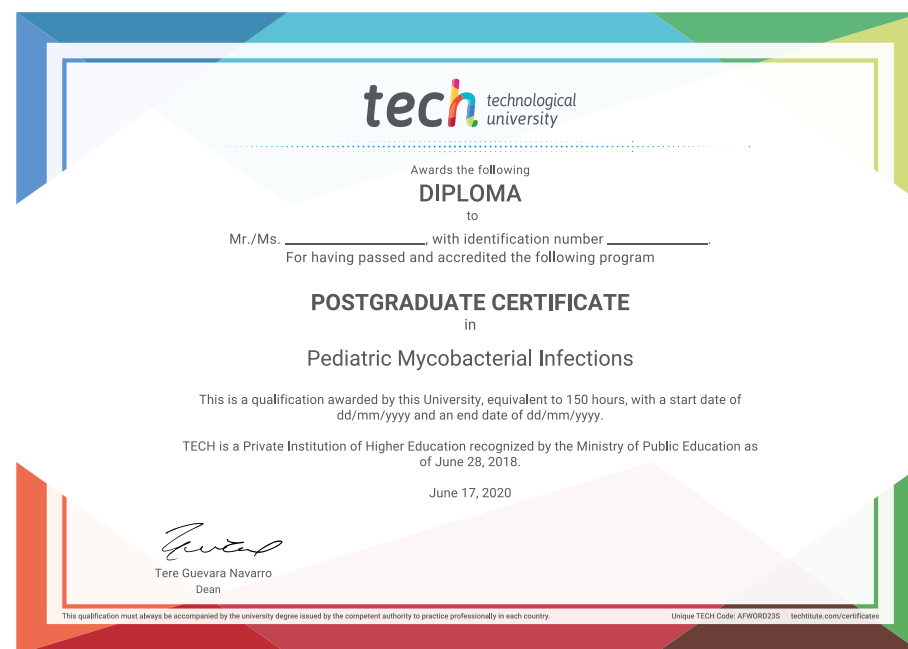 tech technological
university
Awards the following
DIPLOMA
to
Mr./Ms. ____________________, with identification number ______________.
For having passed and accredited the following program
POSTGRADUATE CERTIFICATE
in
Pediatric Mycobacterial Infections
This is a qualification awarded by this University, equivalent to 150 hours, with a start date of
dd/mm/yyyy and an end date of dd/mm/yyyy.
TECH is a Private Institution of Higher Education recognized by the Ministry of Public Education as
of June 28, 2018.
June 17, 2020
Tere Guevara Navarro
Dean
This qualification must always be accompanied by the university degree issued by the competent authority to practice professionally in each country.
Unique TECH Code: AFWORD23S techtitute.com/certificates